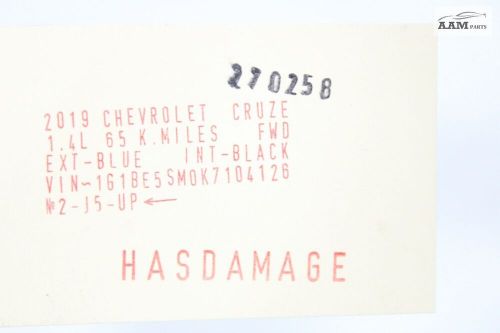 AAM
PARTS
270258
2019 CHEVROLET CRUZE
1.4L 65 K.MILES FWD
EXT-BLUE INT-BLACK
VIN~1G1BE5SM0K7104126
№2-J5-UP←
HASDAMAGE